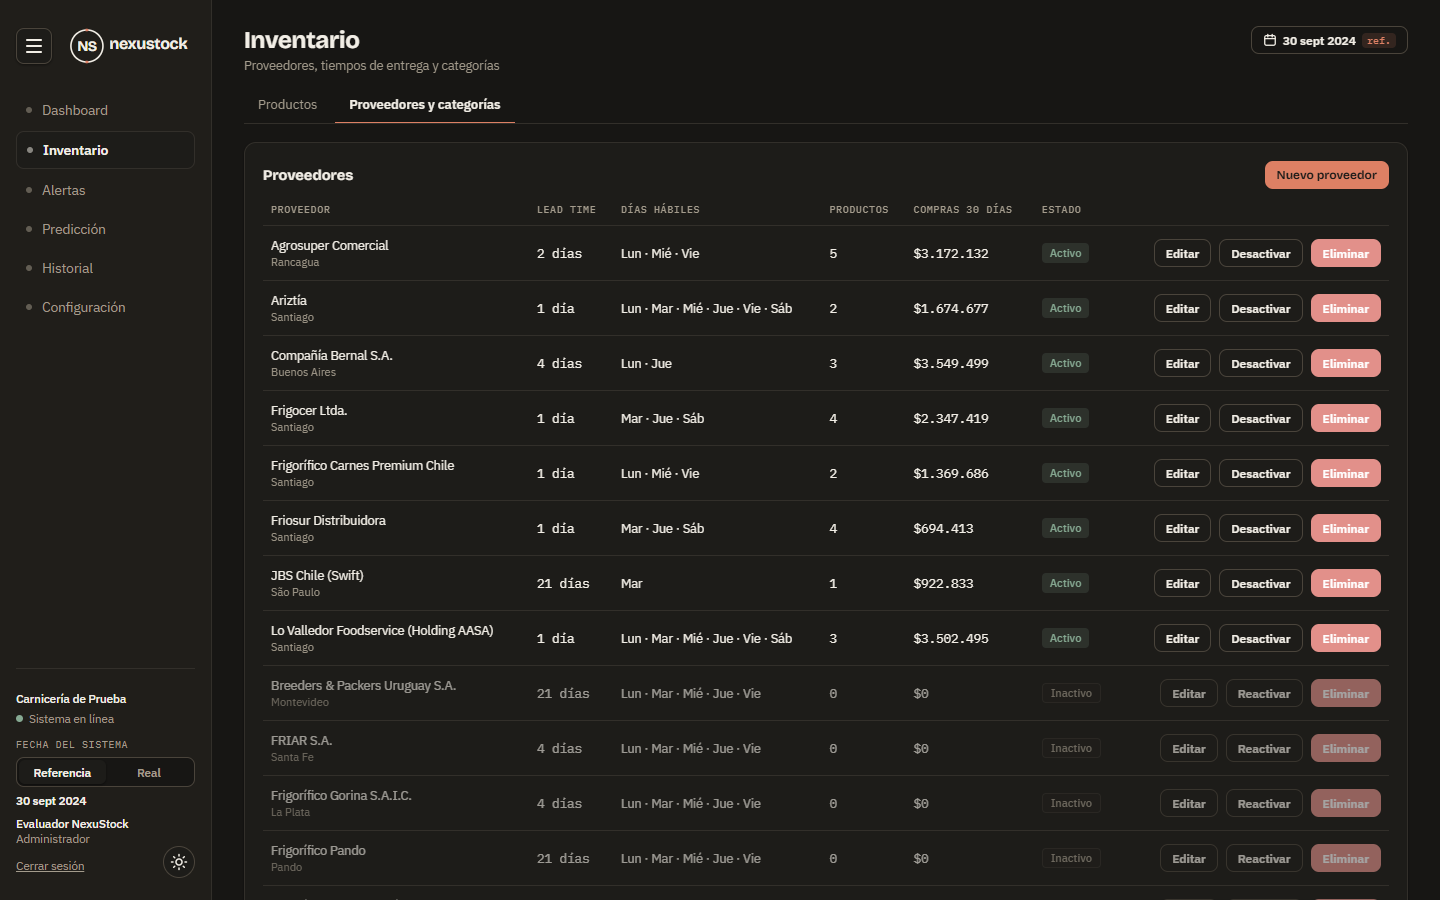 NS nexustock
Dashboard
Inventario
Alertas
Predicción
Historial
Configuración
Carnicería de Prueba
Sistema en línea
FECHA DEL SISTEMA
Referencia Real
30 sept 2024
Evaluador NexuStock
Administrador
Cerrar sesión
Inventario
Proveedores, tiempos de entrega y categorías
30 sept 2024 ref.
Productos Proveedores y categorías
Proveedores
Nuevo proveedor
PROVEEDOR LEAD TIME DÍAS HÁBILES PRODUCTOS COMPRAS 30 DÍAS ESTADO
Agrosuper Comercial 2 días Lun · Mié · Vie 5 $3.172.132 Activo Editar Desactivar Eliminar
Rancagua
Ariztía 1 día Lun · Mar · Mié · Jue · Vie · Sáb 2 $1.674.677 Activo Editar Desactivar Eliminar
Santiago
Compañía Bernal S.A. 4 días Lun · Jue 3 $3.549.499 Activo Editar Desactivar Eliminar
Buenos Aires
Frigocer Ltda. 1 día Mar · Jue · Sáb 4 $2.347.419 Activo Editar Desactivar Eliminar
Santiago
Frigorífico Carnes Premium Chile 1 día Lun · Mié · Vie 2 $1.369.686 Activo Editar Desactivar Eliminar
Santiago
Friosur Distribuidora 1 día Mar · Jue · Sáb 4 $694.413 Activo Editar Desactivar Eliminar
Santiago
JBS Chile (Swift) 21 días Mar 1 $922.833 Activo Editar Desactivar Eliminar
São Paulo
Lo Valledor Foodservice (Holding AASA) 1 día Lun · Mar · Mié · Jue · Vie · Sáb 3 $3.502.495 Activo Editar Desactivar Eliminar
Santiago
Breeders & Packers Uruguay S.A. 21 días Lun · Mar · Mié · Jue · Vie 0 $0 Inactivo Editar Reactivar Eliminar
Montevideo
FRIAR S.A. 4 días Lun · Mar · Mié · Jue · Vie 0 $0 Inactivo Editar Reactivar Eliminar
Santa Fe
Frigorífico Gorina S.A.I.C. 4 días Lun · Mar · Mié · Jue · Vie 0 $0 Inactivo Editar Reactivar Eliminar
La Plata
Frigorífico Pando 21 días Lun · Mar · Mié · Jue · Vie 0 $0 Inactivo Editar Reactivar Eliminar
Pando